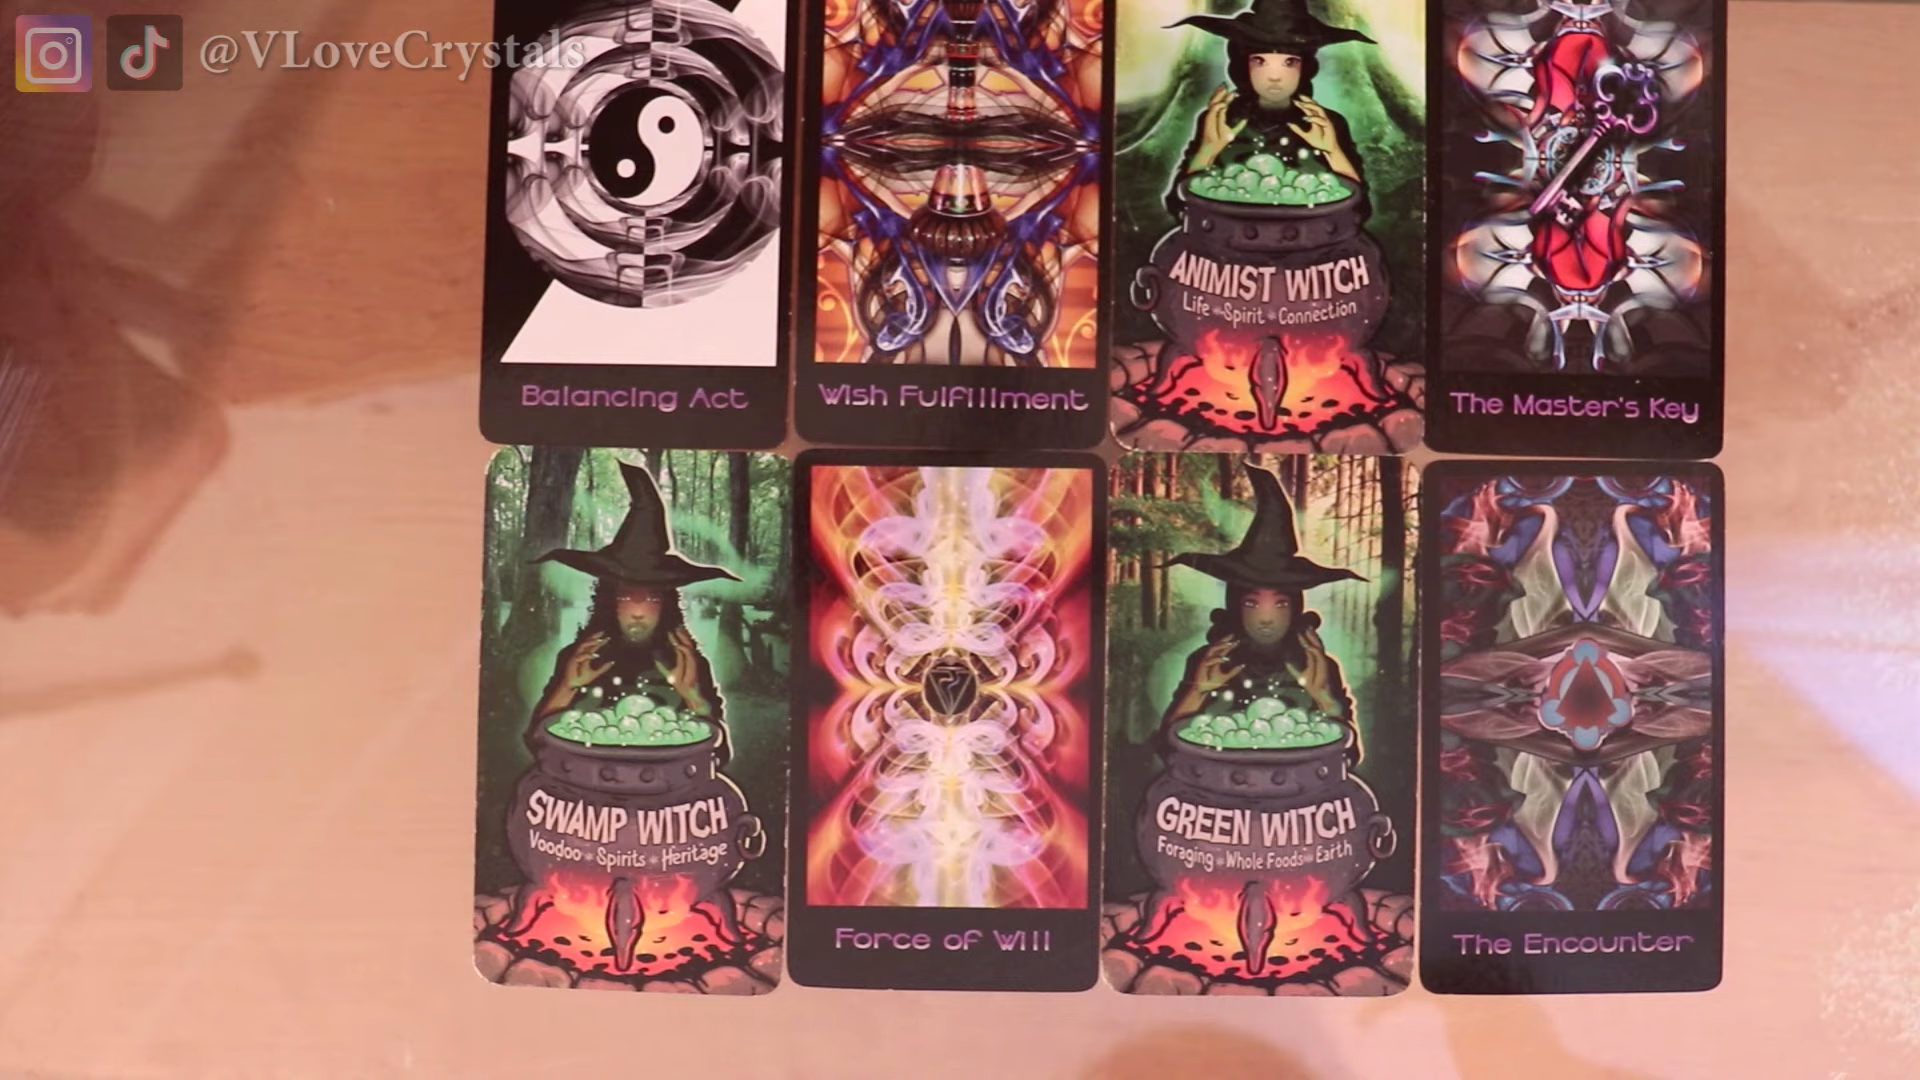 @VLoveCrystals
Balancing Act
Wish Fulfillment
ANIMIST WITCH
Life * Spirit * Connection
The Master's Key
SWAMP WITCH
Voodoo * Spirits * Heritage
Force of Will
GREEN WITCH
Foraging * Whole Foods * Earth
The Encounter